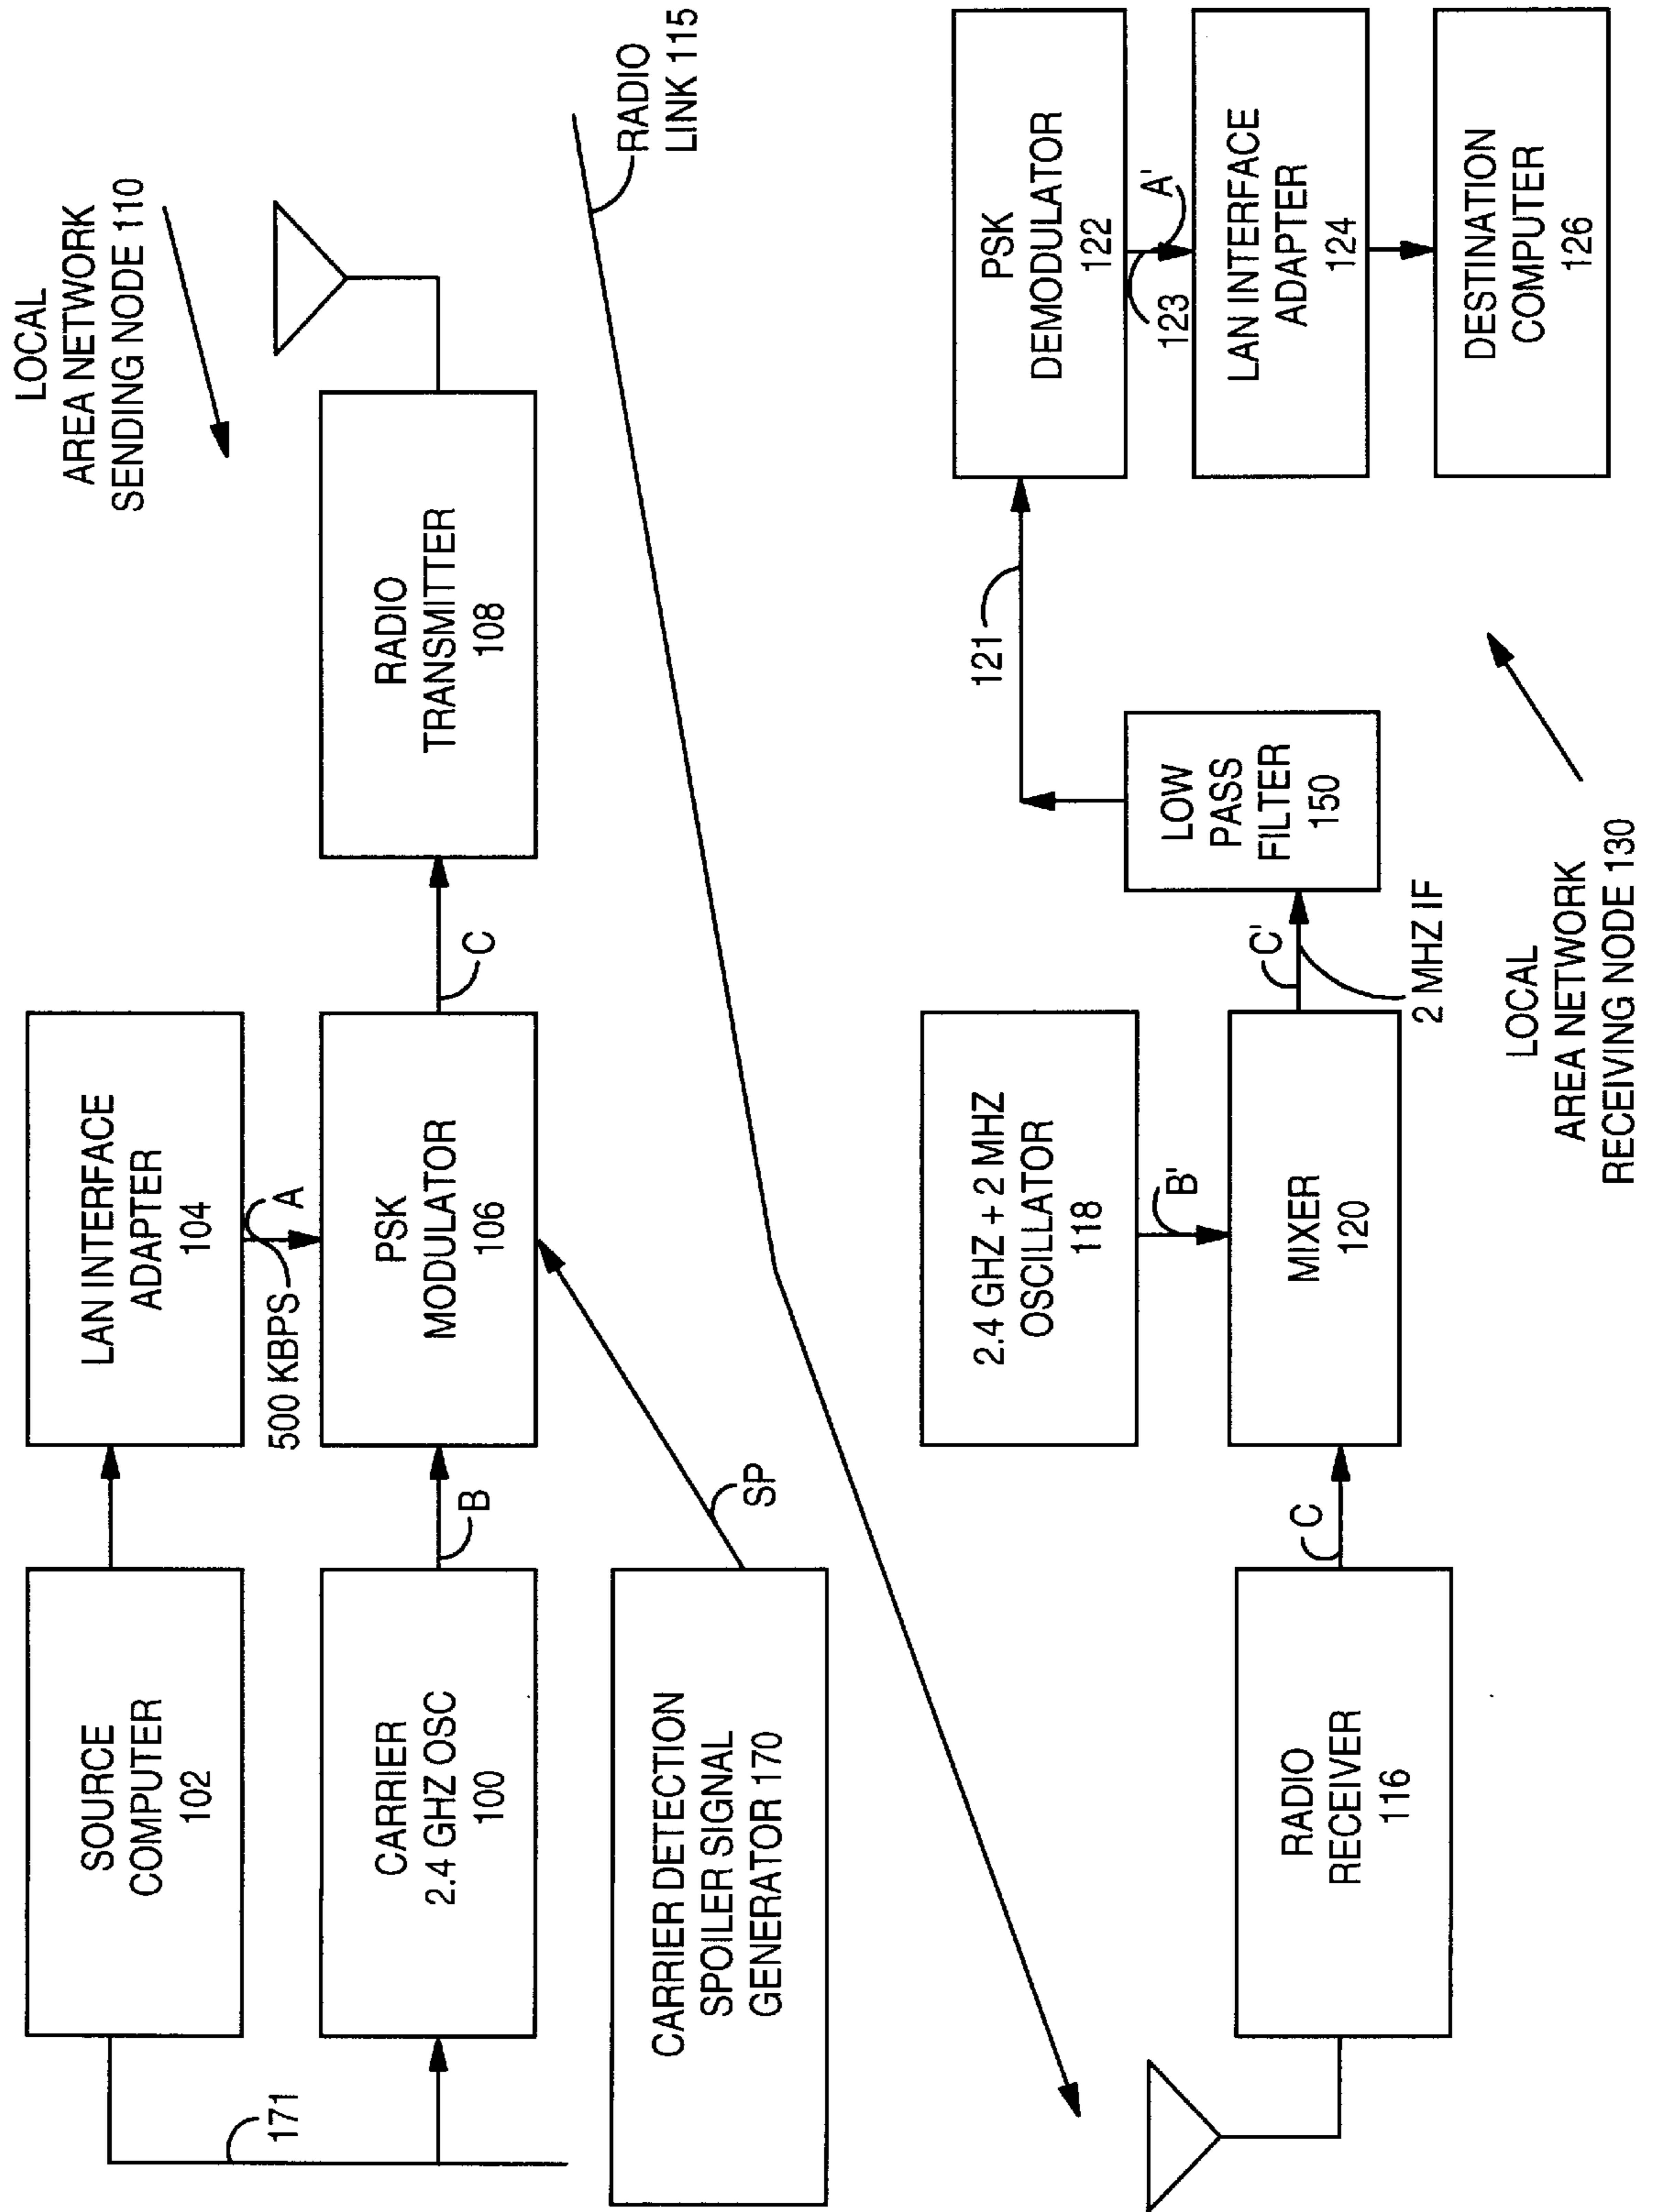 LOCAL
AREA NETWORK
SENDING NODE 110
SOURCE
COMPUTER
102
LAN INTERFACE
ADAPTER
104
171
500 KBPS
A
CARRIER
2.4 GHZ OSC
100
B
PSK
MODULATOR
106
C
RADIO
TRANSMITTER
108
CARRIER DETECTION
SPOILER SIGNAL
GENERATOR 170
SP
RADIO
LINK 115
RADIO
RECEIVER
116
C
2.4 GHZ + 2 MHZ
OSCILLATOR
118
B'
MIXER
120
C'
2 MHZ IF
LOW
PASS
FILTER
150
121
PSK
DEMODULATOR
122
123
A'
LAN INTERFACE
ADAPTER
124
DESTINATION
COMPUTER
126
LOCAL
AREA NETWORK
RECEIVING NODE 130